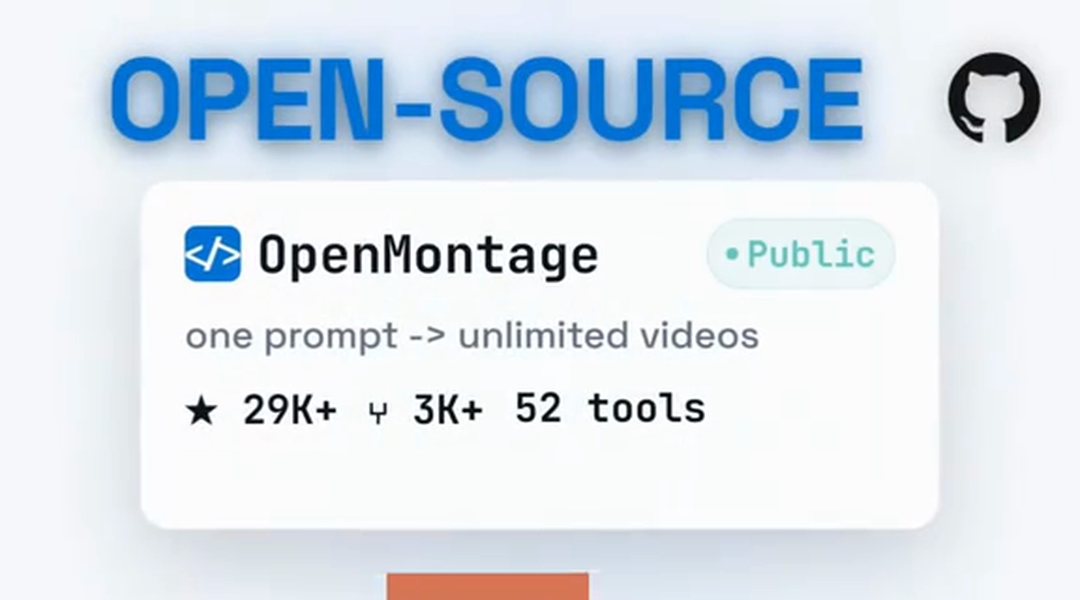 OPEN-SOURCE
</> OpenMontage
• Public
one prompt -> unlimited videos
★ 29K+ ⑂ 3K+ 52 tools